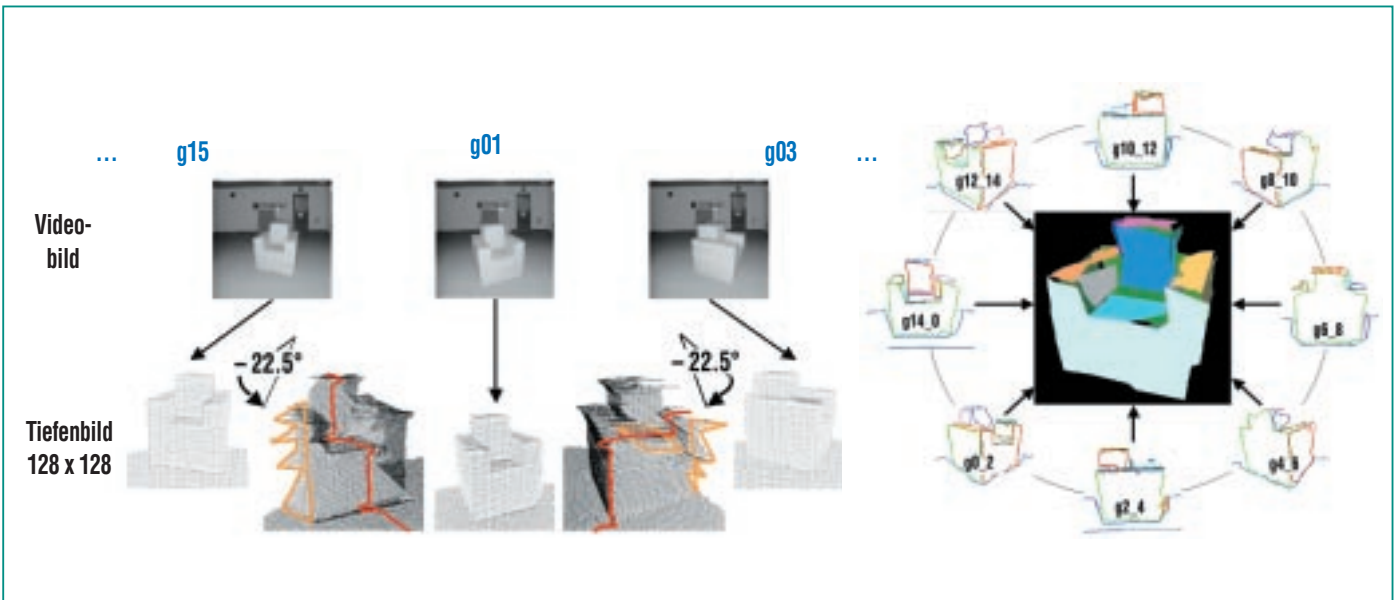 ... g15 g01 g03 ...
Video-
bild
– 22.5°
– 22.5°
Tiefenbild
128 x 128
g10_12
g12_14
g8_10
g14_0
g6_8
g0_2
g4_6
g2_4